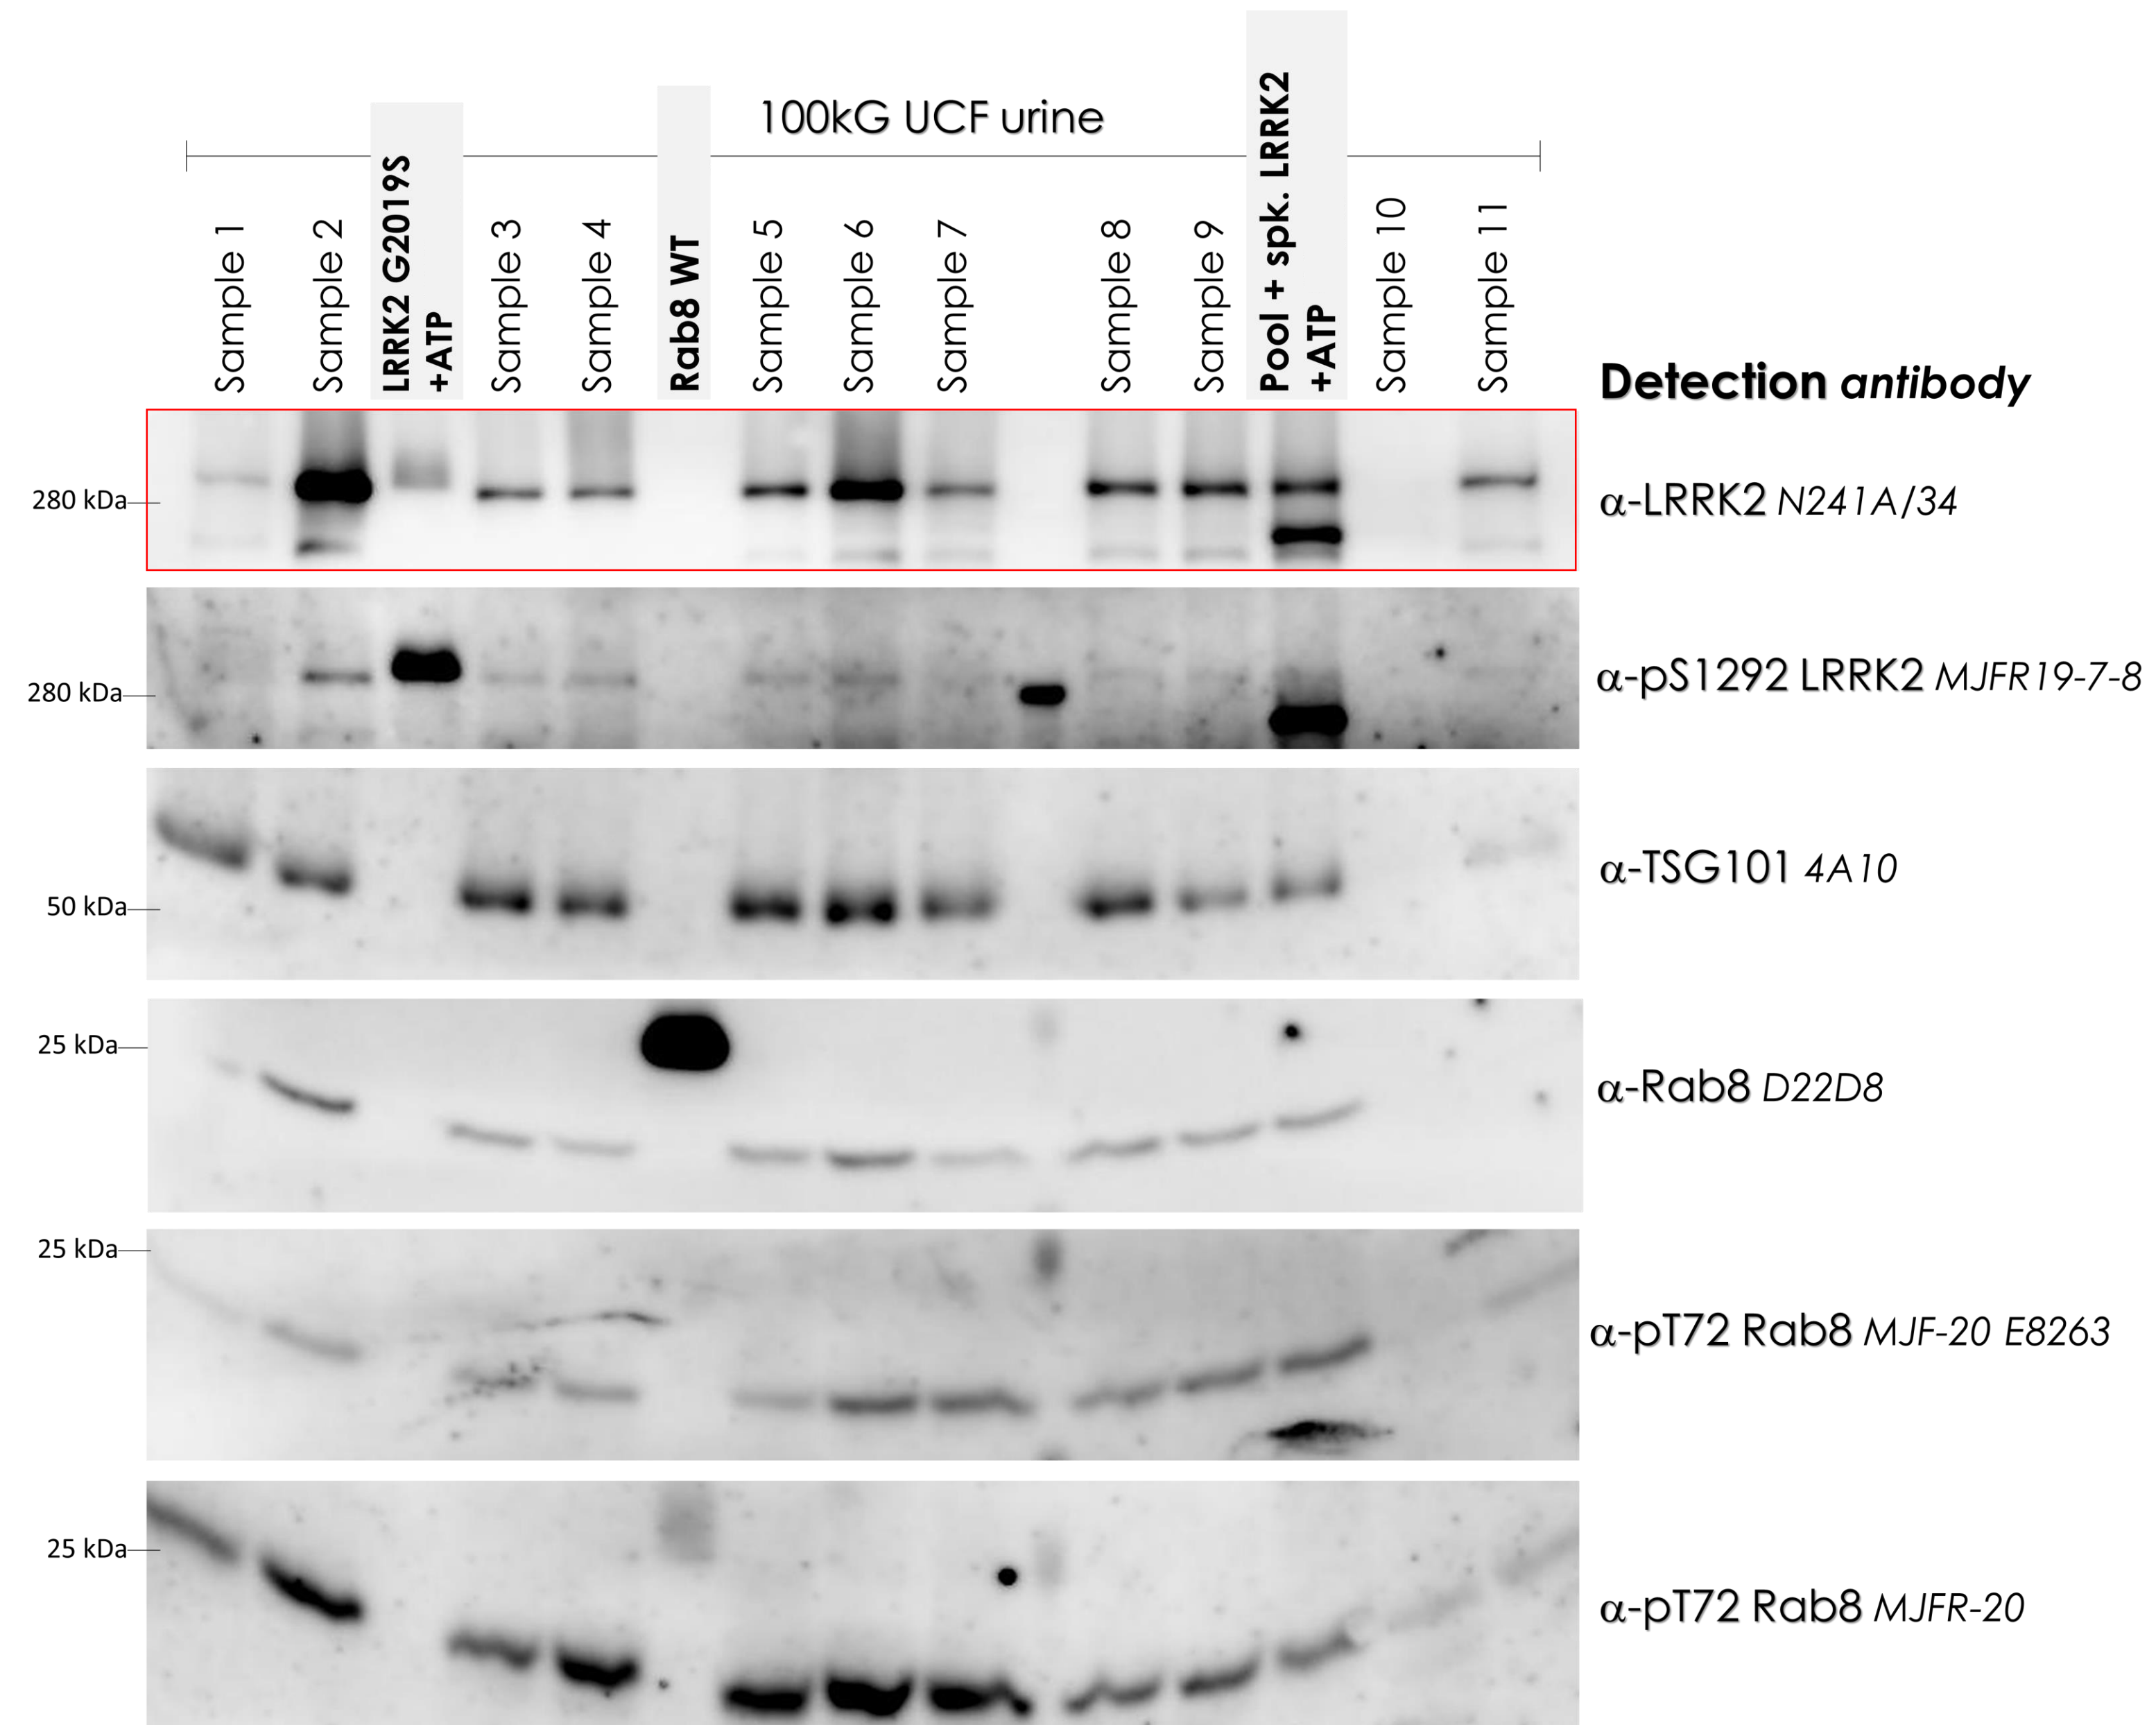 100kG UCF urine
Sample 1
Sample 2
LRRK2 G2019S
+ATP
Sample 3
Sample 4
Rab8 WT
Sample 5
Sample 6
Sample 7
Sample 8
Sample 9
Pool + spk. LRRK2
+ATP
Sample 10
Sample 11
Detection antibody
280 kDa
α-LRRK2 N241A/34
280 kDa
α-pS1292 LRRK2 MJFR19-7-8
50 kDa
α-TSG101 4A10
25 kDa
α-Rab8 D22D8
25 kDa
α-pT72 Rab8 MJF-20 E8263
25 kDa
α-pT72 Rab8 MJFR-20